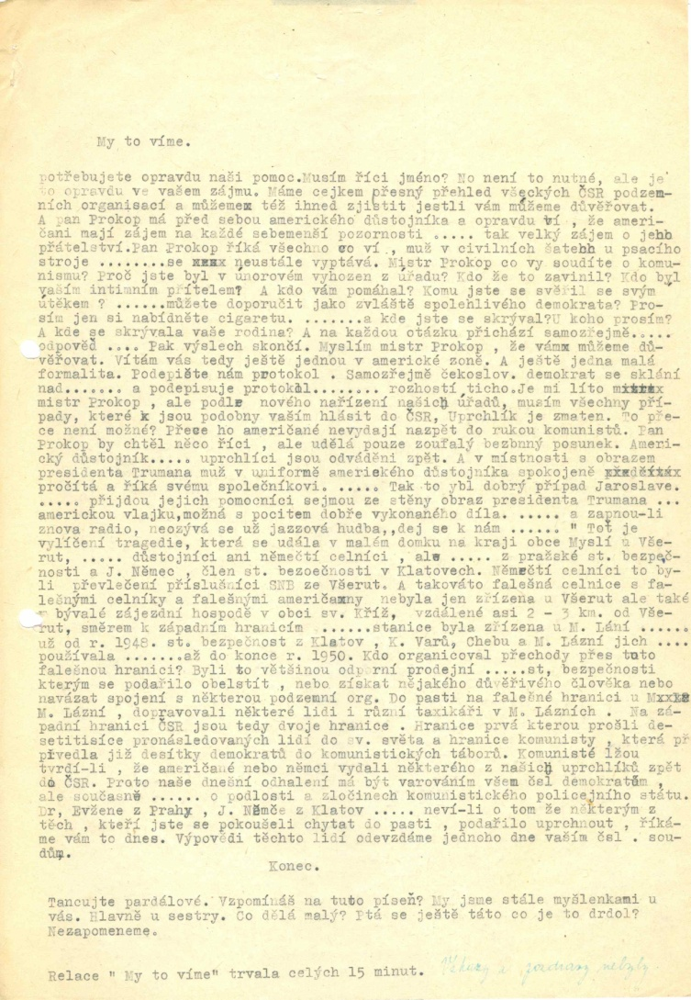 My to víme.
potřebujete opravdu naši pomoc.Musím říci jméno? No není to nutné, ale je
to opravdu ve vašem zájmu. Máme cejkem přesný přehled všeckých ČSR podzem-
ních organisací a můžemex též ihned zjistit jestli vám můžeme důvěřovat.
A pan Prokop má před sebou amerického důstojníka a opravdu ví , že ameri-
čani mají zájem na každé sebemenší pozornosti ..... tak velký zájem o jehh
přátelství.Pan Prokop říká všechno co ví ., muž v civilních šatehh u psacího
stroje ........se xxxx neustále vyptává. Mistr Prokop co vy soudíte o komu-
nismu? Proč jste byl v únorovém vyhozen z úřadu? Kdo že to zavinil? Kdo byl
vaším intimním přítelem? A kdo vám pomáhal? Komu jste se svěřil se svým
útěkem ? ......můžete doporučit jako zvláště spolehlivého demokrata? Pro-
sím jen si nabídněte cigaretu. .......a kde jste se skrýval?U koho prosím?
A kde se skrývala vaše rodina? A na každou otázku přichází samozřejmě.....
odpověd .... Pak výslech skončí. Myslím mistr Prokop , že vámx můžeme dů-
věřovat. Vítám vás tedy ještě jednou v americké zoně. A ještě jedna malá
formalita. Podepište nám protokol . Samozřejmě čekoslov. demokrat se sklání
nad....... a podepisuje protokol........ rozhostí ticho.Je mi líto
mistr Prokop , ale podle nového nařízení našich úřadů, musím všechny pří-
pady, které k jsou podobny vaším hlásit do ČSR, Uprchlík je zmaten. To pře-
ce není možné? Přece ho američané nevydají nazpět do rukou komunistů. Pan
Prokop by chtěl něco říci , ale udělá pouze zoufalý bezbnný posunek. Ameri-
cký důstojník..... uprchlíci jsou odváděni zpět. A v místnosti s obrazem
presidenta Trumana muž v uniformě amerického důstojníka spokojeně
pročítá a říká svému společníkovi. ..... Tak to ybl dobrý případ Jaroslave.
..... přijdou jejich pomocníci sejmou ze stěny obraz presidenta Trumana ...
americkou vlajku,možná s pocitem dobře vykonaného díla. ..... a zapnou-li
znova radio, neozývá se už jazzová hudba,,dej se k nám ...... " Toť je
vylíčení tragedie, která se udála v malém domku na kraji obce Myslí u Vše-
rut, ..... důstojníci ani němečtí celníci , ale ..... z pražské st. bezpeč-
nosti a J. Němec , člen st. bezoečnosti v Klatovech. Němečtí celníci to by-
li převlečení příslušníci SNB ze Všerut. A takováto falešná celnice s fa-
lešnými celníky a falešnými američany nebyla jen zřízena u Všerut ale také
v bývalé zájezdní hospodě v obci sv. Kříž, vzdálené asi 2 - 3 km. od Vše-
rut, směrem k západním hranicím ......stanice byla zřízena u M. Lání ......
už od r. 1948. st. bezpečnost z Klatov , K. Varů, Chebu a M. Lázní jich ....
používala .......až do konce r. 1950. Kdo organicoval přechody přes tuto
falečnou hranici? Byli to většinou odporní prodejní .....st, bezpečnosti
kterým se podařilo obelstít , nebo získat nějakého důvěřivého člověka nebo
navázat spojení s některou podzemní org. Do pasti na falečné hranici u
M. Lázní , dopravovali některé lidi i různí taxikáři v M. Lázních . Na zá-
padní hranici ČSR jsou tedy dvoje hranice . Hranice prvá kterou prošli de-
setitisíce pronásledovaných lidí do sv. světa a hranice komunisty , která př
přivedla již desítky demokratů do komunistických táborů. Komunisté lžou
tvrdí-li , že američané nebo němci vydali některého z našich uprchlíků zpět
do ČSR. Proto naše dnešní odhalení má být varováním všem čsl demokratům ,
ale současně ...... o podlosti a zločinech komunistického policejního státu.
Dr, Evžene z Prahy , J. Němče z Klatov ..... neví-li o tom že některým z
těch , kteří jste se pokoušeli chytat do pasti , podařilo uprchnout , říká-
me vám to dnes. Výpovědi těchto lidí odevzdáme jednoho dne vaším čsl . sou-
dům.
Konec.
Tancujte pardálové. Vzpomínáš na tuto píseň? My jsme stále myšlenkami u
vás. Hlavně u sestry. Co dělá malý? Ptá se ještě táto co je to drdol?
Nezapomeneme.
Relace " My to víme" trvala celých 15 minut. Vzkazy a pozdravy nebyly.